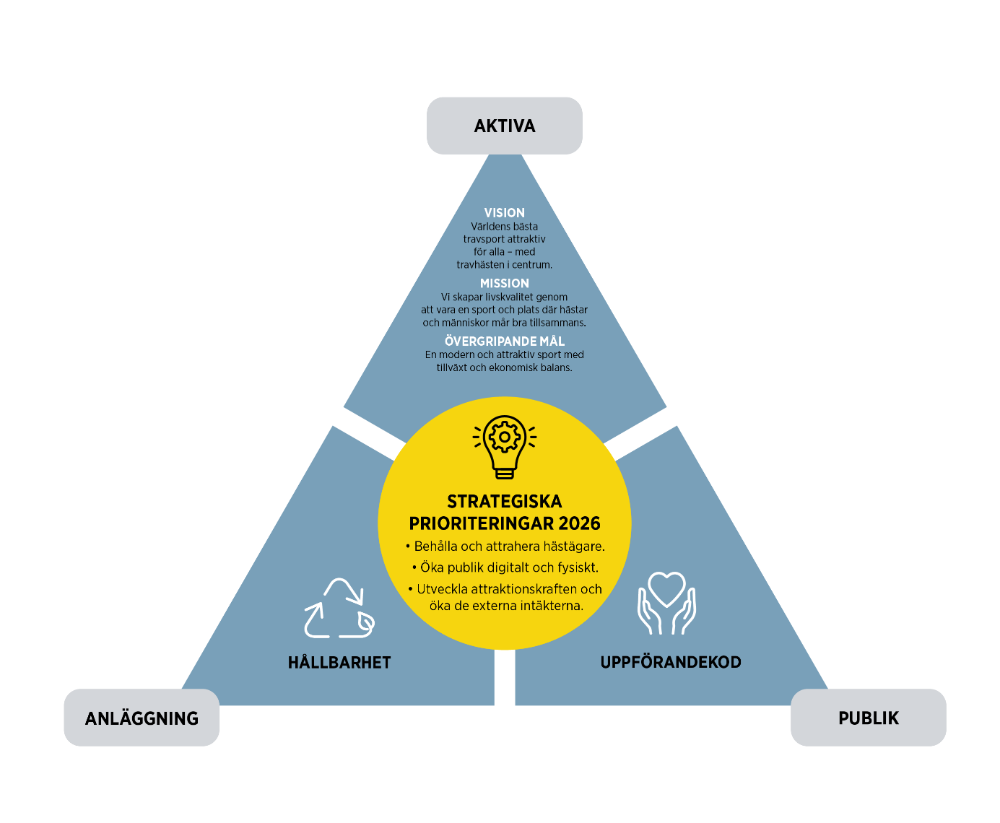 AKTIVA
VISION
Världens bästa
travsport attraktiv
för alla – med
travhästen i centrum.
MISSION
Vi skapar livskvalitet genom
att vara en sport och plats där hästar
och människor mår bra tillsammans.
ÖVERGRIPANDE MÅL
En modern och attraktiv sport med
tillväxt och ekonomisk balans.
STRATEGISKA
PRIORITERINGAR 2026
• Behålla och attrahera hästägare.
• Öka publik digitalt och fysiskt.
• Utveckla attraktionskraften och
öka de externa intäkterna.
HÅLLBARHET
UPPFÖRANDEKOD
ANLÄGGNING
PUBLIK